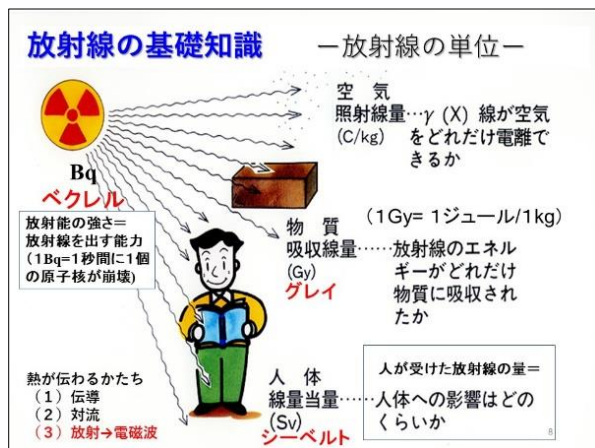 放射線の基礎知識 －放射線の単位－
Bq
ベクレル
放射能の強さ＝
放射線を出す能力
（1Bq=1秒間に1個
の原子核が崩壊）
空　気
照射線量…γ (X) 線が空気
(C/kg) をどれだけ電離で
きるか
物　質 （1Gy= 1ジュール/1kg）
吸収線量……放射線のエネル
(Gy) ギーがどれだけ
グレイ 物質に吸収され
たか
人が受けた放射線の量＝
人　体
線量当量……人体への影響はどの
(Sv) くらいか
シーベルト
熱が伝わるかたち
（1）伝導
（2）対流
（3）放射→電磁波
8